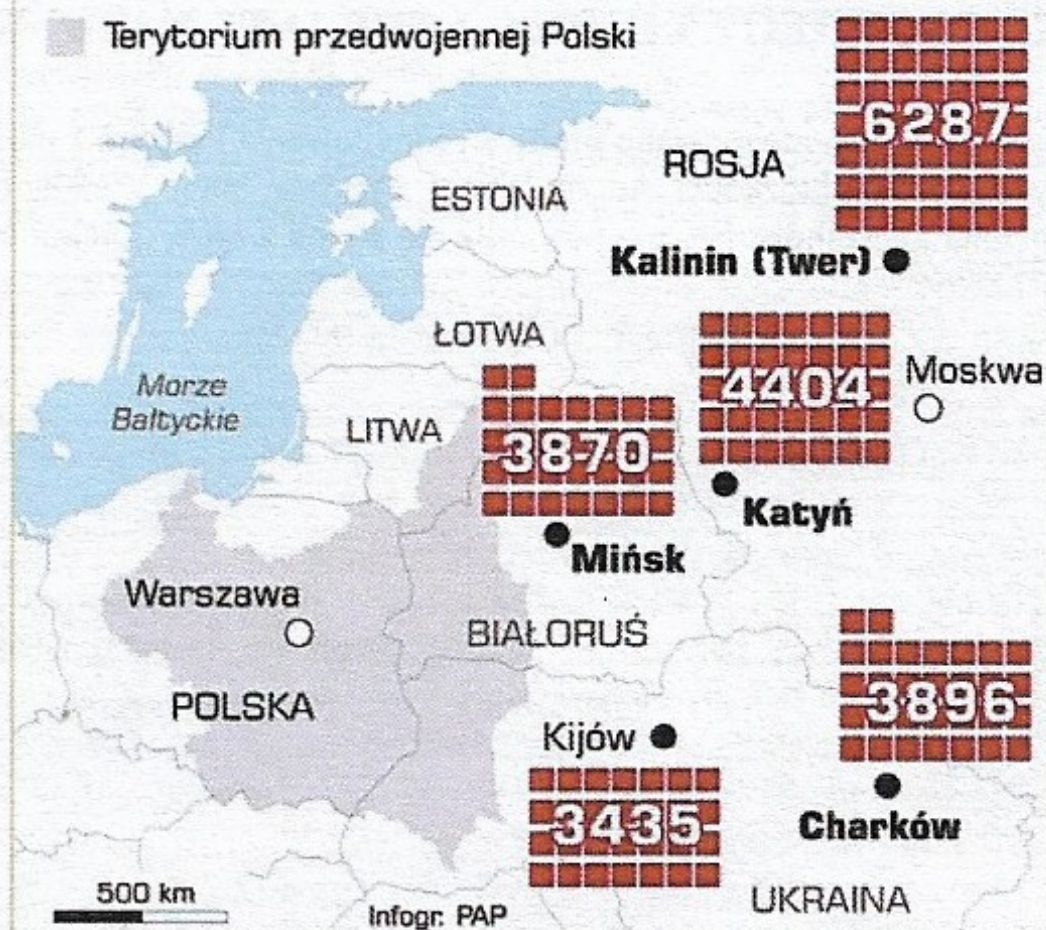 Terytorium przedwojennej Polski
6287
ROSJA
ESTONIA
Kalinin (Twer)
ŁOTWA
4404
Moskwa
Morze
Bałtyckie
LITWA
3870
Katyń
Mińsk
Warszawa
BIAŁORUŚ
3896
POLSKA
Kijów
3435
Charków
500 km
Infogr: PAP
UKRAINA